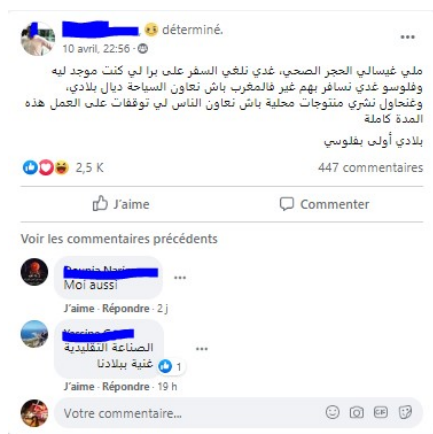 déterminé.
10 avril, 22:56
ملي غيسالي الحجر الصحي، غدي نلغي السفر على برا لي كنت موجد ليه
وفلوسو غدي نسافر بهم غير فالمغرب باش نعاون السياحة ديال بلادي،
وغنحاول نشري منتوجات محلية باش نعاون الناس لي توقفات على العمل هذه
المدة كاملة
بلادي أولى بفلوسي
2,5 K
447 commentaires
J'aime
Commenter
Voir les commentaires précédents
Moi aussi
J'aime · Répondre · 2 j
الصناعة التقليدية
غنية ببلادنا
1
J'aime · Répondre · 19 h
Votre commentaire...
GIF